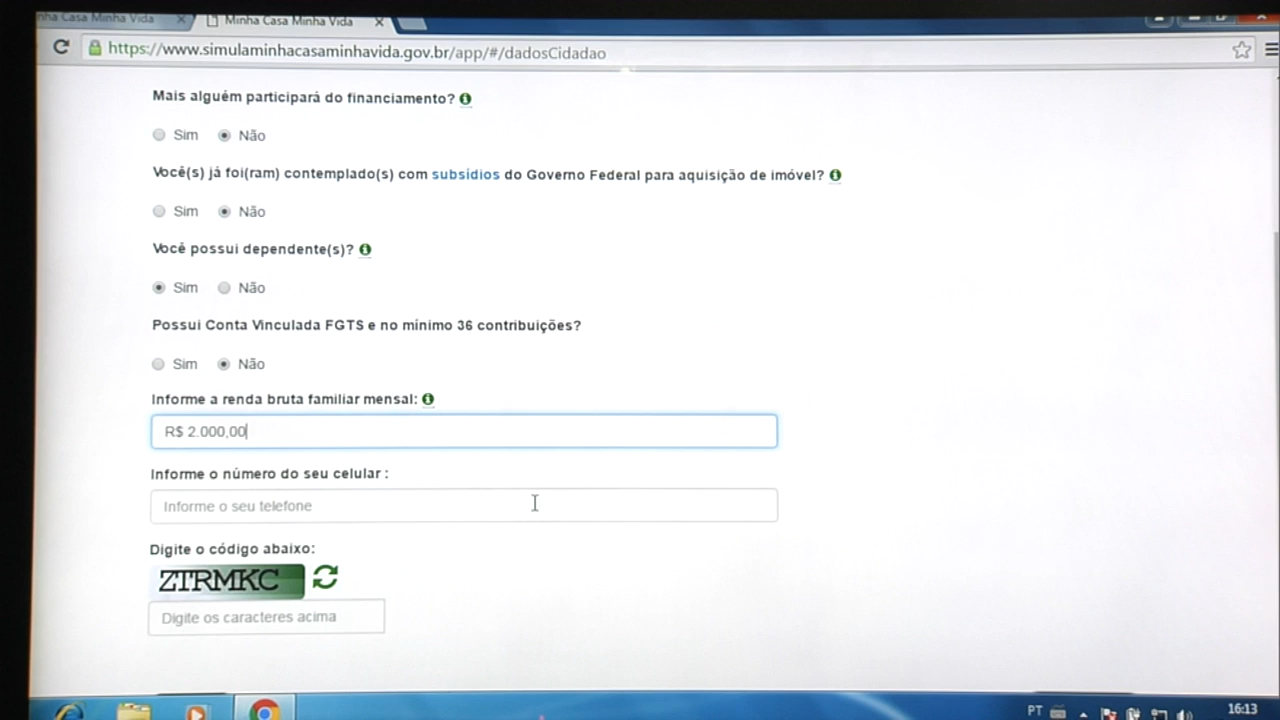 nha Casa Minha Vida
Minha Casa Minha Vida
https://www.simulaminhacasaminhavida.gov.br/app/#/dadosCidadao
Mais alguém participará do financiamento?
Sim Não
Você(s) já foi(ram) contemplado(s) com subsídios do Governo Federal para aquisição de imóvel?
Sim Não
Você possui dependente(s)?
Sim Não
Possui Conta Vinculada FGTS e no mínimo 36 contribuições?
Sim Não
Informe a renda bruta familiar mensal:
R$ 2.000,00
Informe o número do seu celular :
Informe o seu telefone
Digite o código abaixo:
ZTRMKC
Digite os caracteres acima
PT 16:13